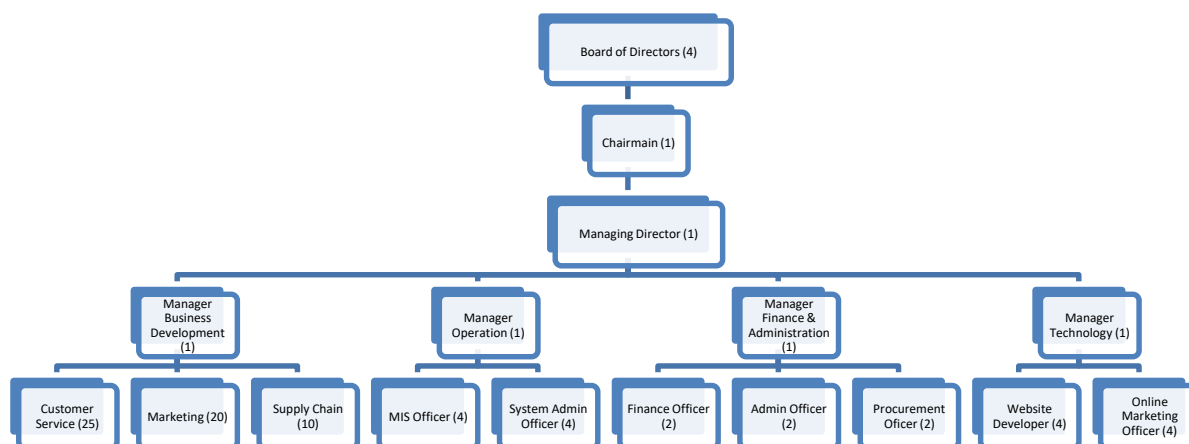 Board of Directors (4)
Chairmain (1)
Managing Director (1)
Manager
Business
Development
(1)
Manager
Operation (1)
Manager
Finance &
Administration
(1)
Manager
Technology (1)
Customer
Service (25)
Marketing (20)
Supply Chain
(10)
MIS Officer (4)
System Admin
Officer (4)
Finance Officer
(2)
Admin Officer
(2)
Procurement
Oficer (2)
Website
Developer (4)
Online
Marketing
Officer (4)